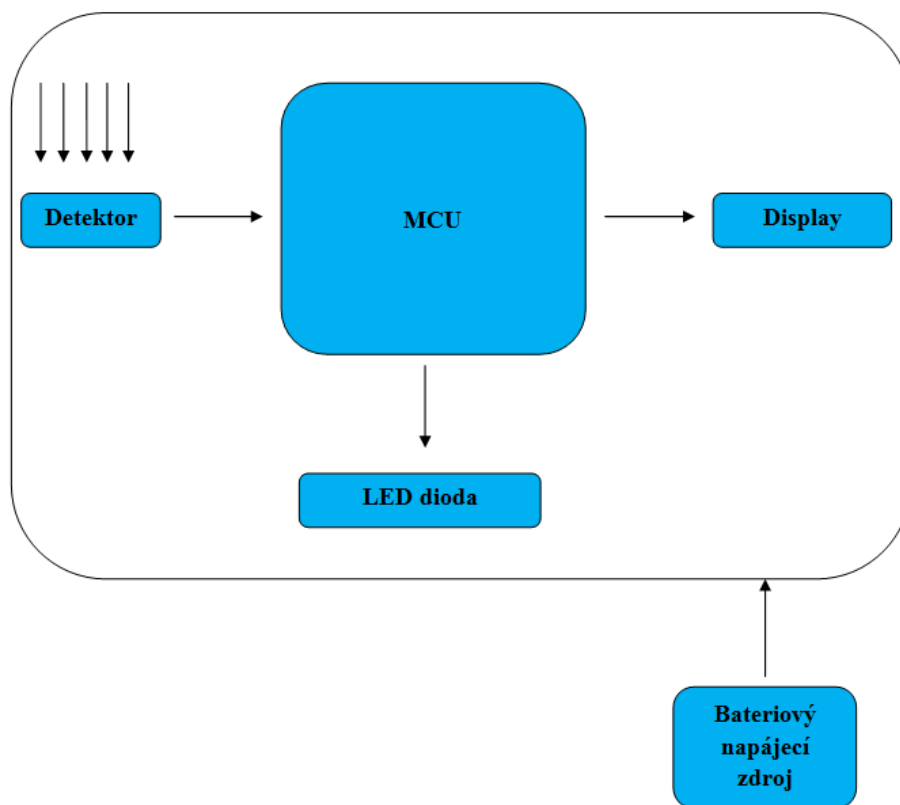 Detektor
MCU
Display
LED dioda
Bateriový
napájecí
zdroj